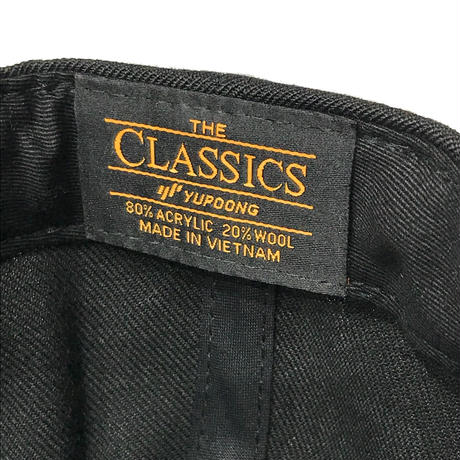 THE
CLASSICS
YUPOONG
80% ACRYLIC 20% WOOL
MADE IN VIETNAM